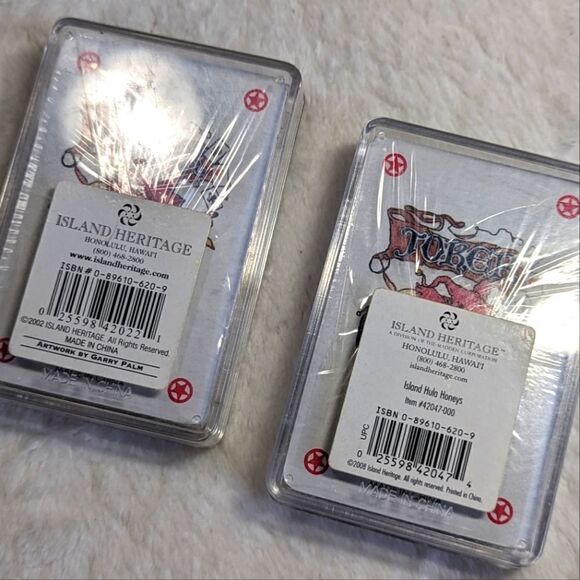 ISLAND HERITAGE
HONOLULU, HAWAI'I
(800) 468-2800
www.islandheritage.com
ISBN # 0-89610-620-9
0 25598 42022 1
©2002 ISLAND HERITAGE. All Rights Reserved.
MADE IN CHINA
ARTWORK BY GARRY PALM
MADE IN CHINA
JOKER
ISLAND HERITAGE™
A DIVISION OF THE MADDEN CORPORATION
HONOLULU, HAWAI'I
(800) 468-2800
islandheritage.com
Island Hula Honeys
Item #42047-000
ISBN 0-89610-620-9
UPC
0 25598 42047 4
©2008 Island Heritage. All rights reserved. Printed in China.
MADE IN CHINA